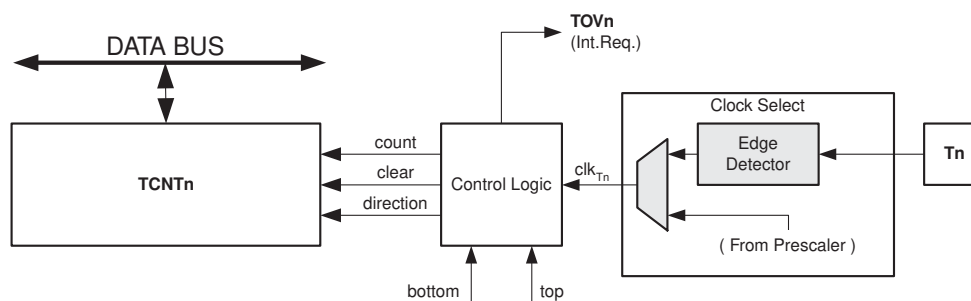 TOVn
(Int.Req.)
DATA BUS
Clock Select
count
Edge
Detector
Tn
TCNTn
clear
Control Logic
clkTn
direction
( From Prescaler )
bottom
top